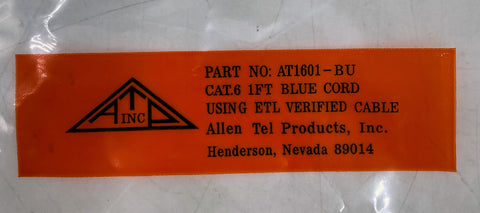 ATP
INC
PART NO: AT1601-BU
CAT.6 1FT BLUE CORD
USING ETL VERIFIED CABLE
Allen Tel Products, Inc.
Henderson, Nevada 89014